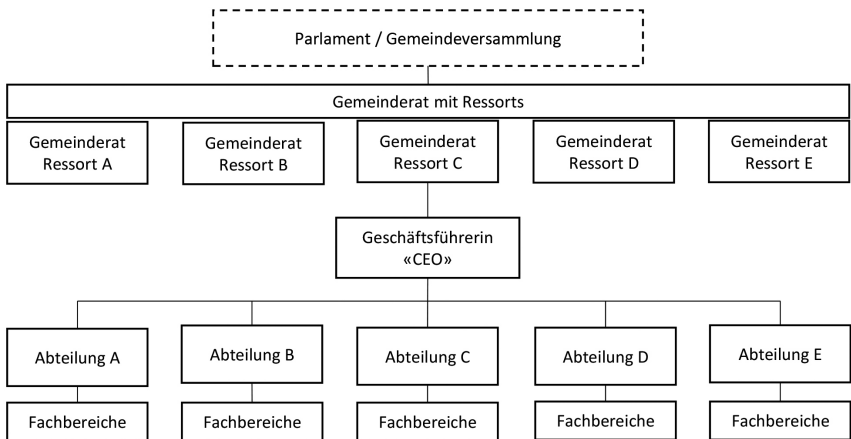 Parlament / Gemeindeversammlung
Gemeinderat mit Ressorts
Gemeinderat
Ressort A
Gemeinderat
Ressort B
Gemeinderat
Ressort C
Gemeinderat
Ressort D
Gemeinderat
Ressort E
Geschäftsführerin
«CEO»
Abteilung A
Abteilung B
Abteilung C
Abteilung D
Abteilung E
Fachbereiche
Fachbereiche
Fachbereiche
Fachbereiche
Fachbereiche